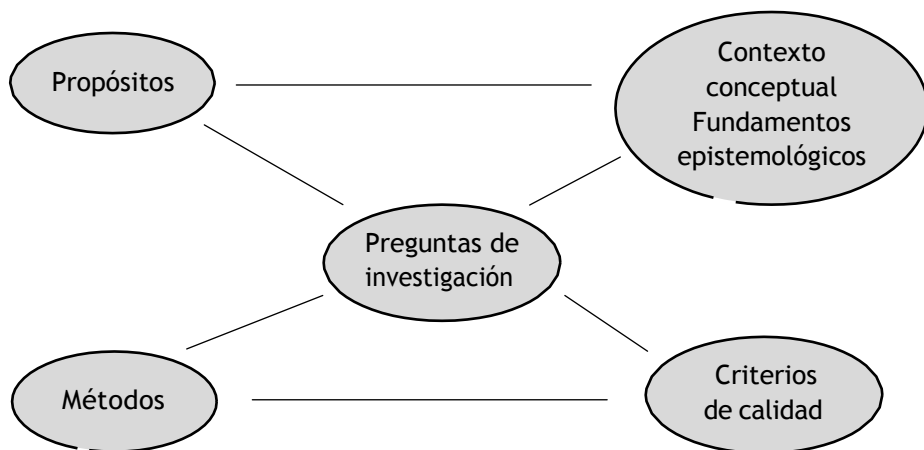 Propósitos
Contexto
conceptual
Fundamentos
epistemológicos
Preguntas de
investigación
Métodos
Criterios
de calidad